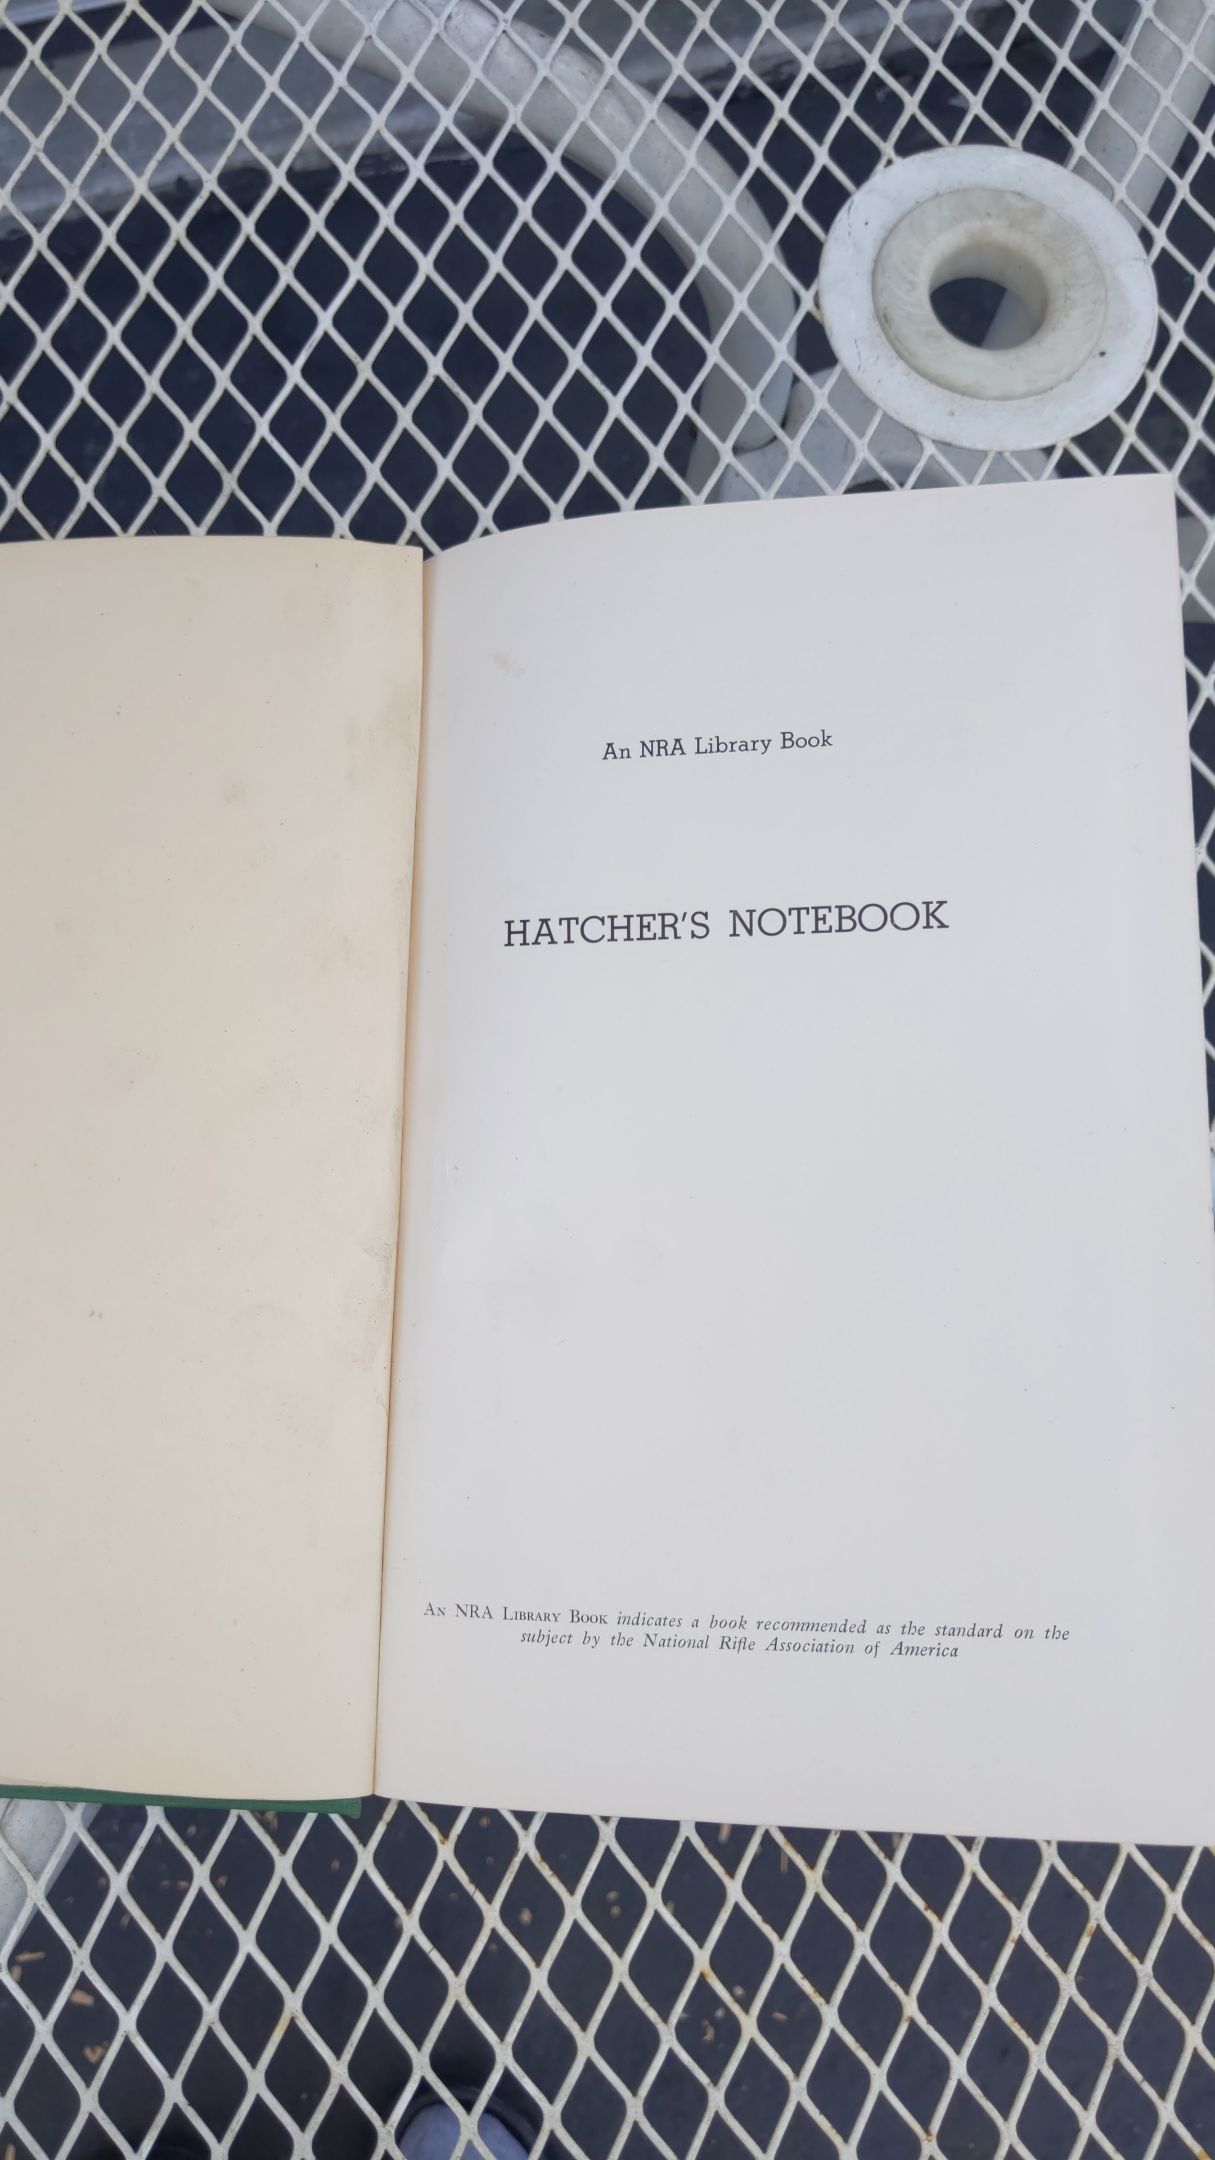 An NRA Library Book
HATCHER'S NOTEBOOK
An NRA Library Book indicates a book recommended as the standard on the
subject by the National Rifle Association of America